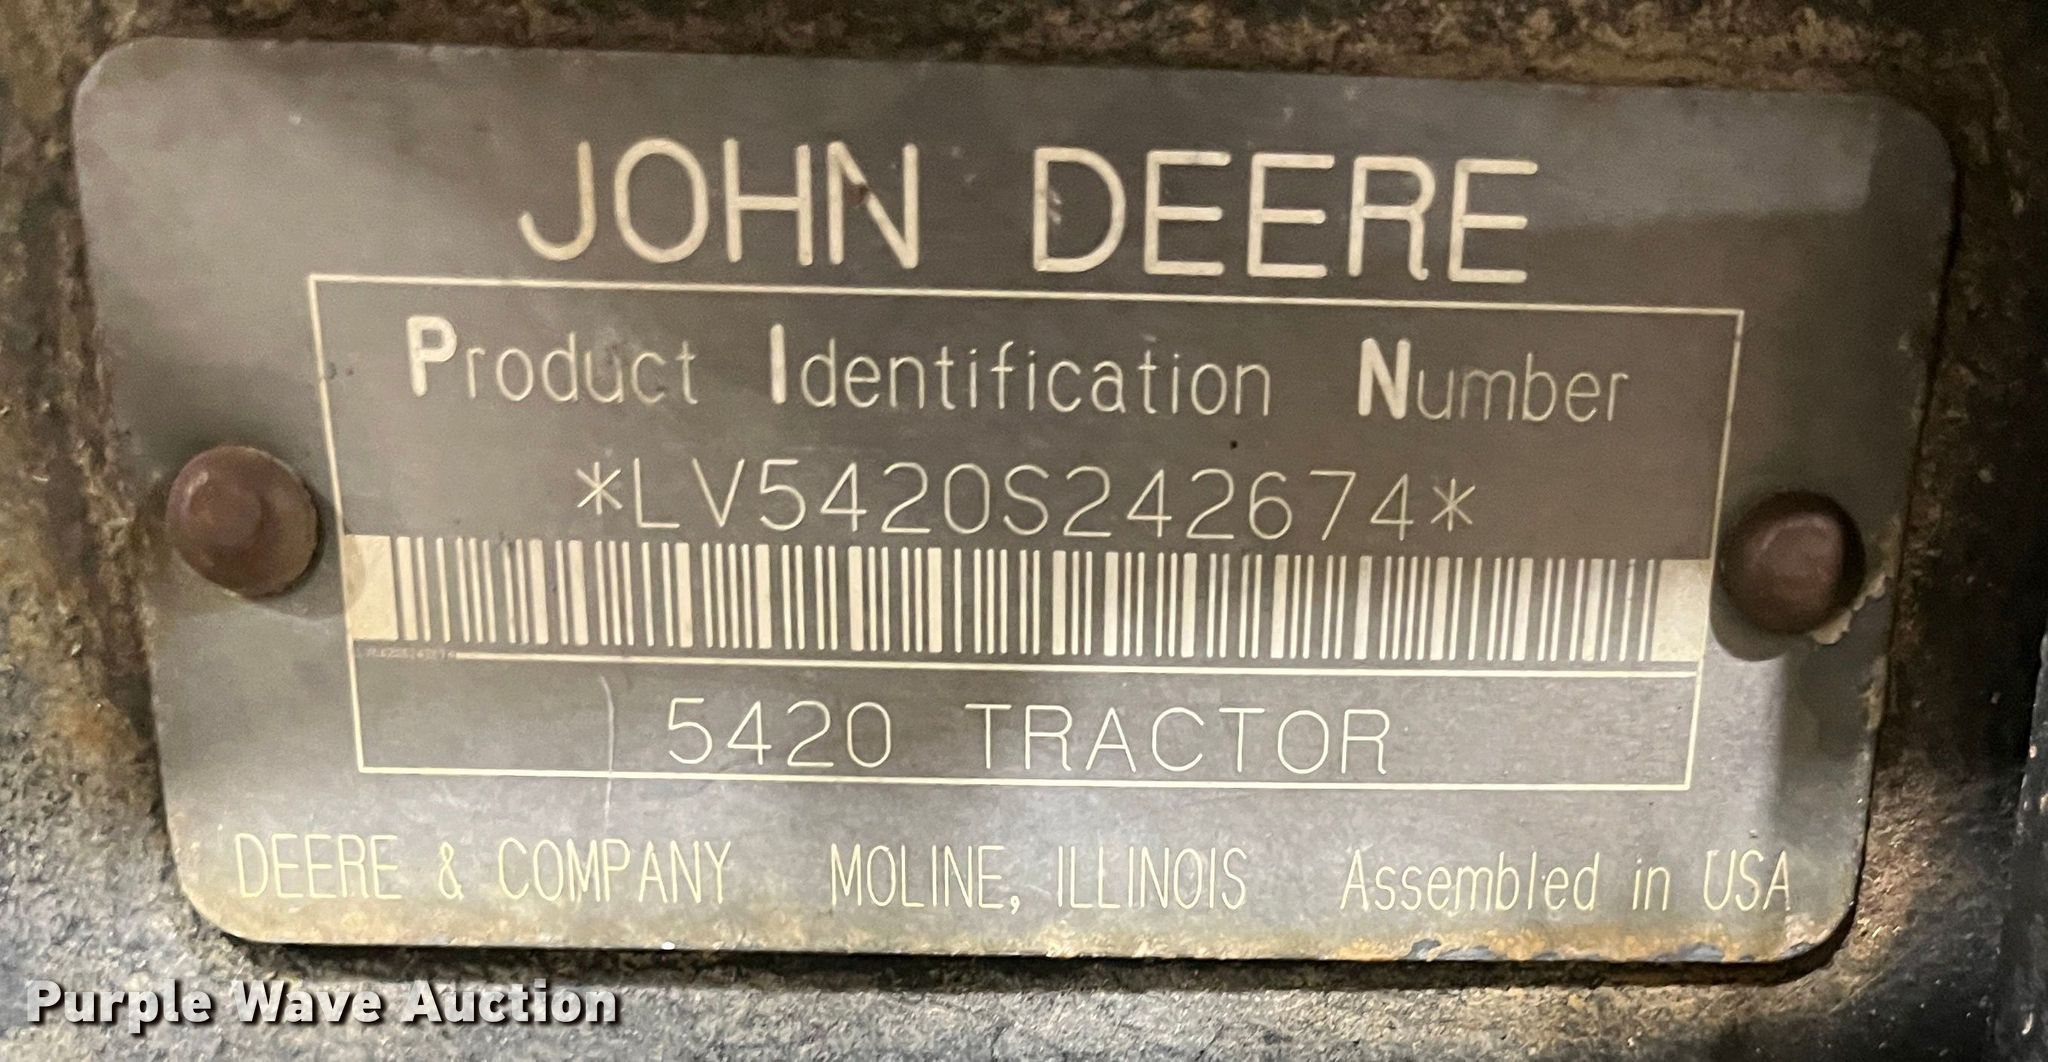 JOHN DEERE
Product Identification Number
*LV5420S242674*
5420 TRACTOR
DEERE & COMPANY MOLINE, ILLINOIS Assembled in USA
Purple Wave Auction